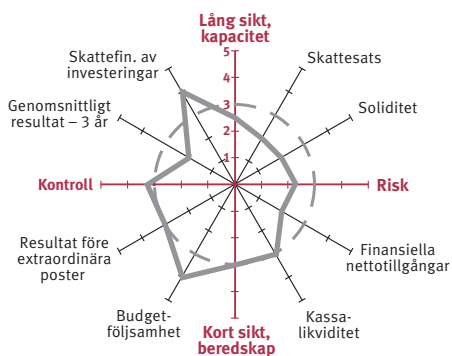 Lång sikt,
kapacitet
Skattefin. av
investeringar
Skattesats
Genomsnittligt
resultat – 3 år
Soliditet
5
4
3
2
1
Kontroll
Risk
Resultat före
extraordinära
poster
Finansiella
nettotillgångar
Budget-
följsamhet
Kassa-
likviditet
Kort sikt,
beredskap